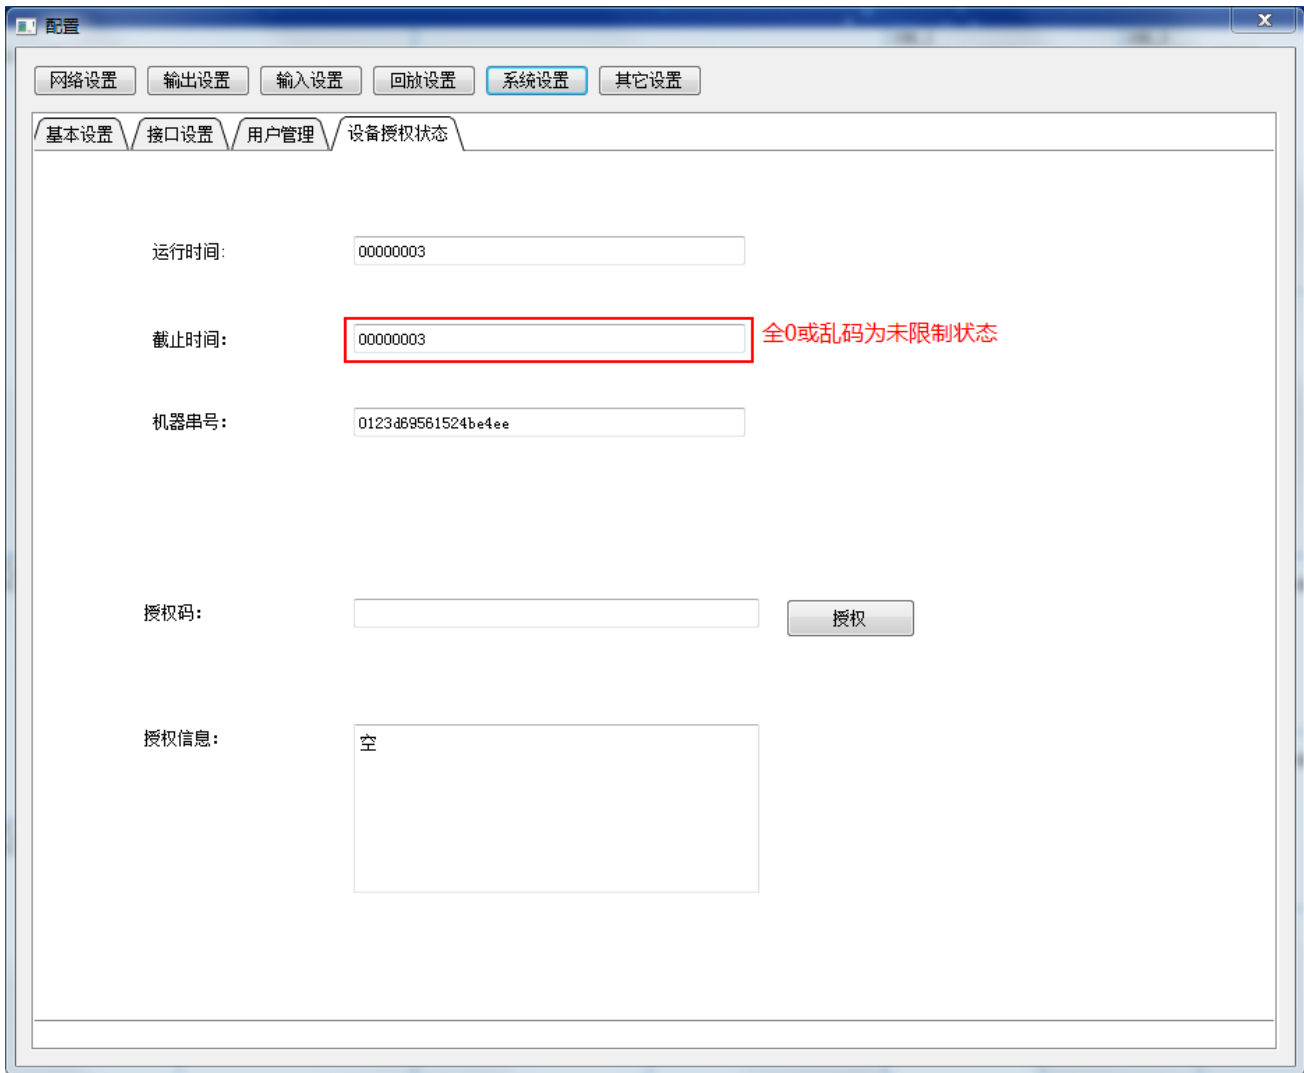 配置
X
网络设置 输出设置 输入设置 回放设置 系统设置 其它设置
基本设置 接口设置 用户管理 设备授权状态
运行时间: 00000003
截止时间: 00000003 全0或乱码为未限制状态
机器串号: 0123d69561524be4ee
授权码: 授权
授权信息: 空